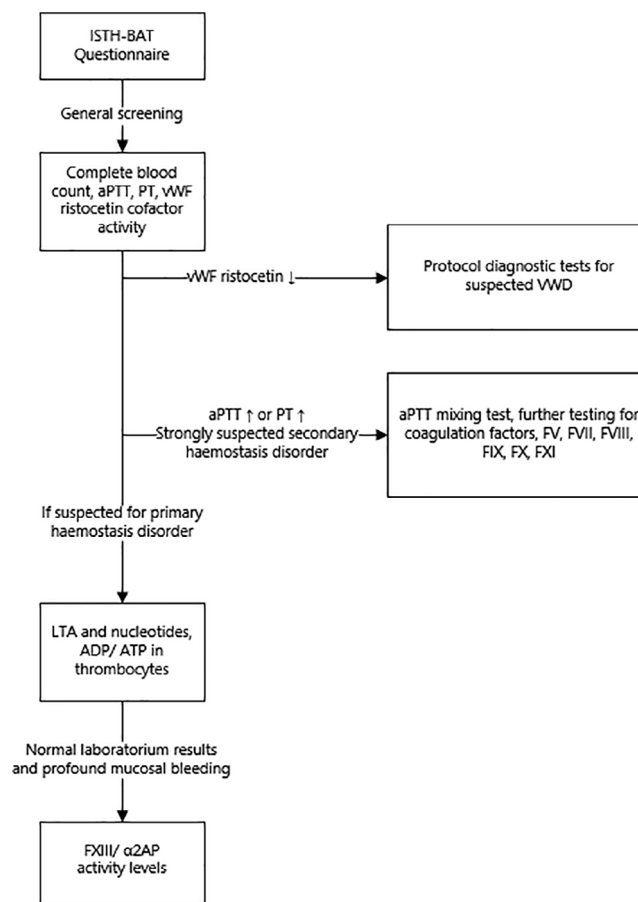 ISTH-BAT
Questionnaire
General screening
Complete blood
count, aPTT, PT, vWF
ristocetin cofactor
activity
vWF ristocetin ↓
Protocol diagnostic tests for
suspected VWD
aPTT ↑ or PT ↑
Strongly suspected secondary
haemostasis disorder
aPTT mixing test, further testing for
coagulation factors, FV, FVII, FVIII,
FIX, FX, FXI
If suspected for primary
haemostasis disorder
LTA and nucleotides,
ADP/ ATP in
thrombocytes
Normal laboratorium results
and profound mucosal bleeding
FXIII/ α2AP
activity levels